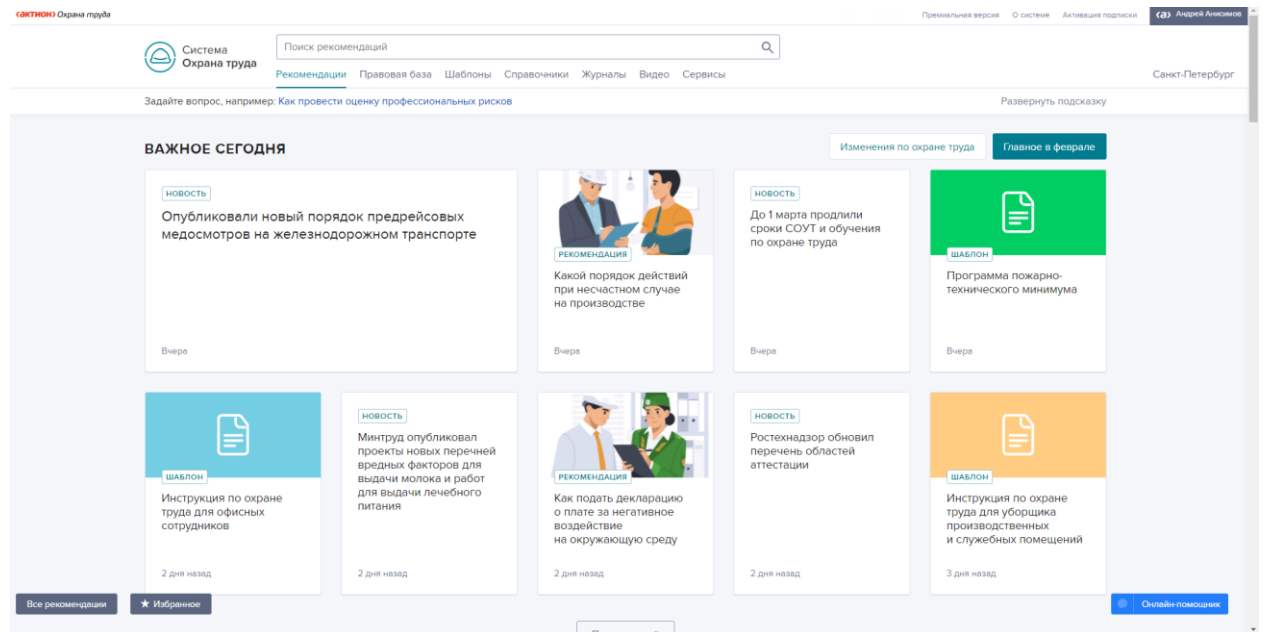 (актион) Охрана труда
Премиальная версия О системе Активация подписки (а) Андрей Анисимов
Система
Охрана труда
Поиск рекомендаций
Рекомендации Правовая база Шаблоны Справочники Журналы Видео Сервисы
Санкт-Петербург
Задайте вопрос, например: Как провести оценку профессиональных рисков
Развернуть подсказку
ВАЖНОЕ СЕГОДНЯ
Изменения по охране труда
Главное в феврале
НОВОСТЬ
Опубликовали новый порядок предрейсовых
медосмотров на железнодорожном транспорте
Вчера
РЕКОМЕНДАЦИЯ
Какой порядок действий
при несчастном случае
на производстве
Вчера
НОВОСТЬ
До 1 марта продлили
сроки СОУТ и обучения
по охране труда
Вчера
ШАБЛОН
Программа пожарно-
технического минимума
Вчера
ШАБЛОН
Инструкция по охране
труда для офисных
сотрудников
2 дня назад
НОВОСТЬ
Минтруд опубликовал
проекты новых перечней
вредных факторов для
выдачи молока и работ
для выдачи лечебного
питания
2 дня назад
РЕКОМЕНДАЦИЯ
Как подать декларацию
о плате за негативное
воздействие
на окружающую среду
2 дня назад
НОВОСТЬ
Ростехнадзор обновил
перечень областей
аттестации
2 дня назад
ШАБЛОН
Инструкция по охране
труда для уборщика
производственных
и служебных помещений
3 дня назад
Все рекомендации
★ Избранное
Онлайн-помощник